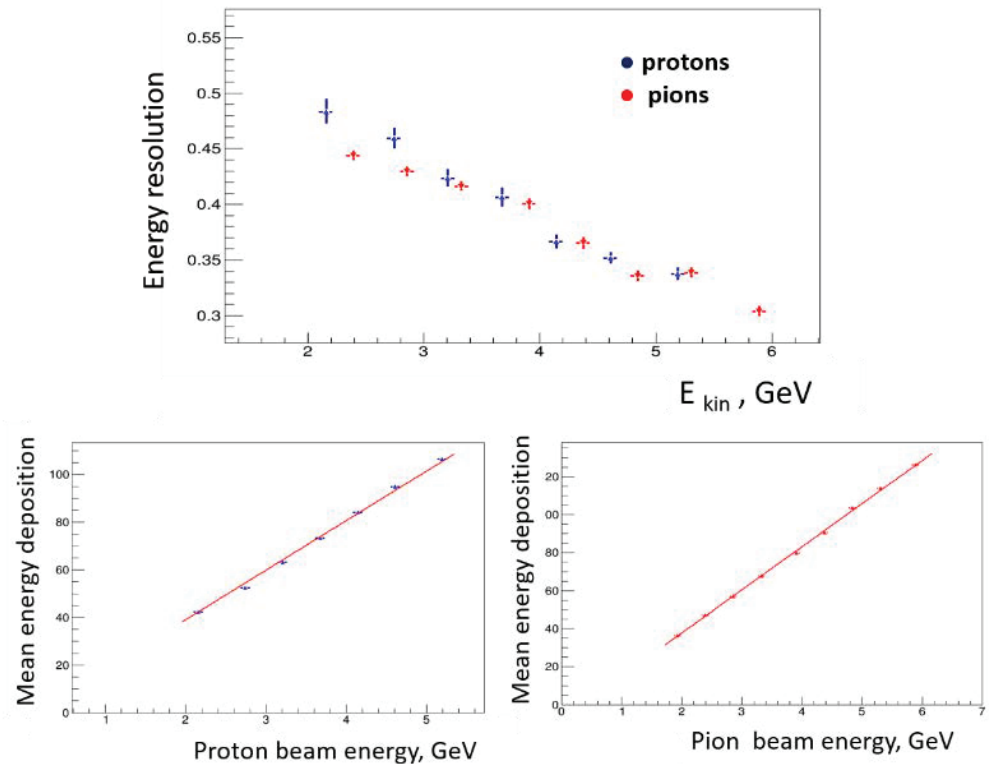 0.55
0.5
0.45
0.4
0.35
0.3
Energy resolution
protons
pions
2 3 4 5 6
E kin , GeV
Mean energy deposition
100
80
60
40
20
0
1 2 3 4 5
Proton beam energy, GeV
Mean energy deposition
20
00
80
60
40
20
0
0 1 2 3 4 5 6 7
Pion beam energy, GeV